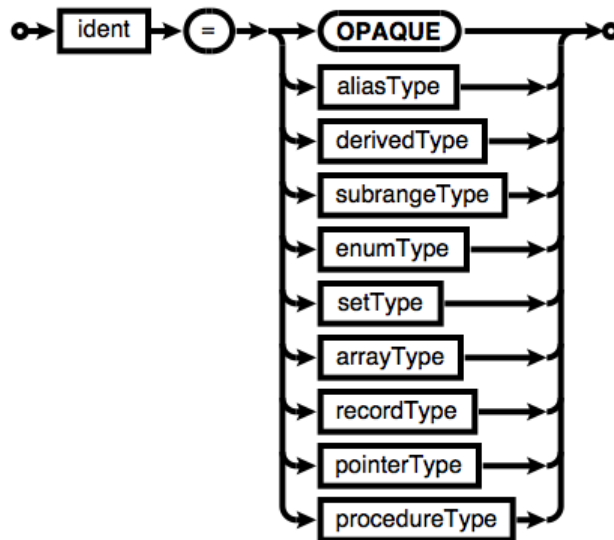 ident = OPAQUE
aliasType
derivedType
subrangeType
enumType
setType
arrayType
recordType
pointerType
procedureType